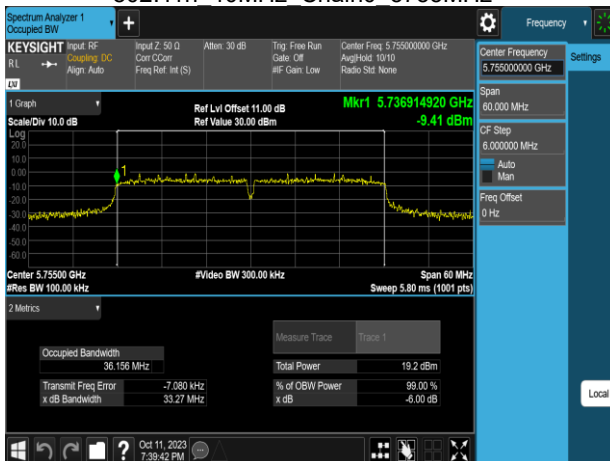 Spectrum Analyzer 1
Occupied BW
+
Frequency
KEYSIGHT
RL
LXI
Input: RF
Coupling: DC
Align: Auto
Input Z: 50 Ω
Corr CCorr
Freq Ref: Int (S)
Atten: 30 dB
Trig: Free Run
Gate: Off
#IF Gain: Low
Center Freq: 5.755000000 GHz
Avg|Hold: 10/10
Radio Std: None
Center Frequency
5.755000000 GHz
Settings
Span
60.000 MHz
CF Step
6.000000 MHz
Auto
Man
Freq Offset
0 Hz
Local
1 Graph
Scale/Div 10.0 dB
Ref Lvl Offset 11.00 dB
Ref Value 30.00 dBm
Mkr1 5.736914920 GHz
-9.41 dBm
Log
20.0
10.0
0.00
-10.0
-20.0
-30.0
-40.0
-50.0
-60.0
1
Center 5.75500 GHz
#Res BW 100.00 kHz
#Video BW 300.00 kHz
Span 60 MHz
Sweep 5.80 ms (1001 pts)
2 Metrics
Measure Trace Trace 1
Occupied Bandwidth
36.156 MHz
Total Power 19.2 dBm
Transmit Freq Error -7.080 kHz
% of OBW Power 99.00 %
x dB Bandwidth 33.27 MHz
x dB -6.00 dB
?
Oct 11, 2023
7:39:42 PM